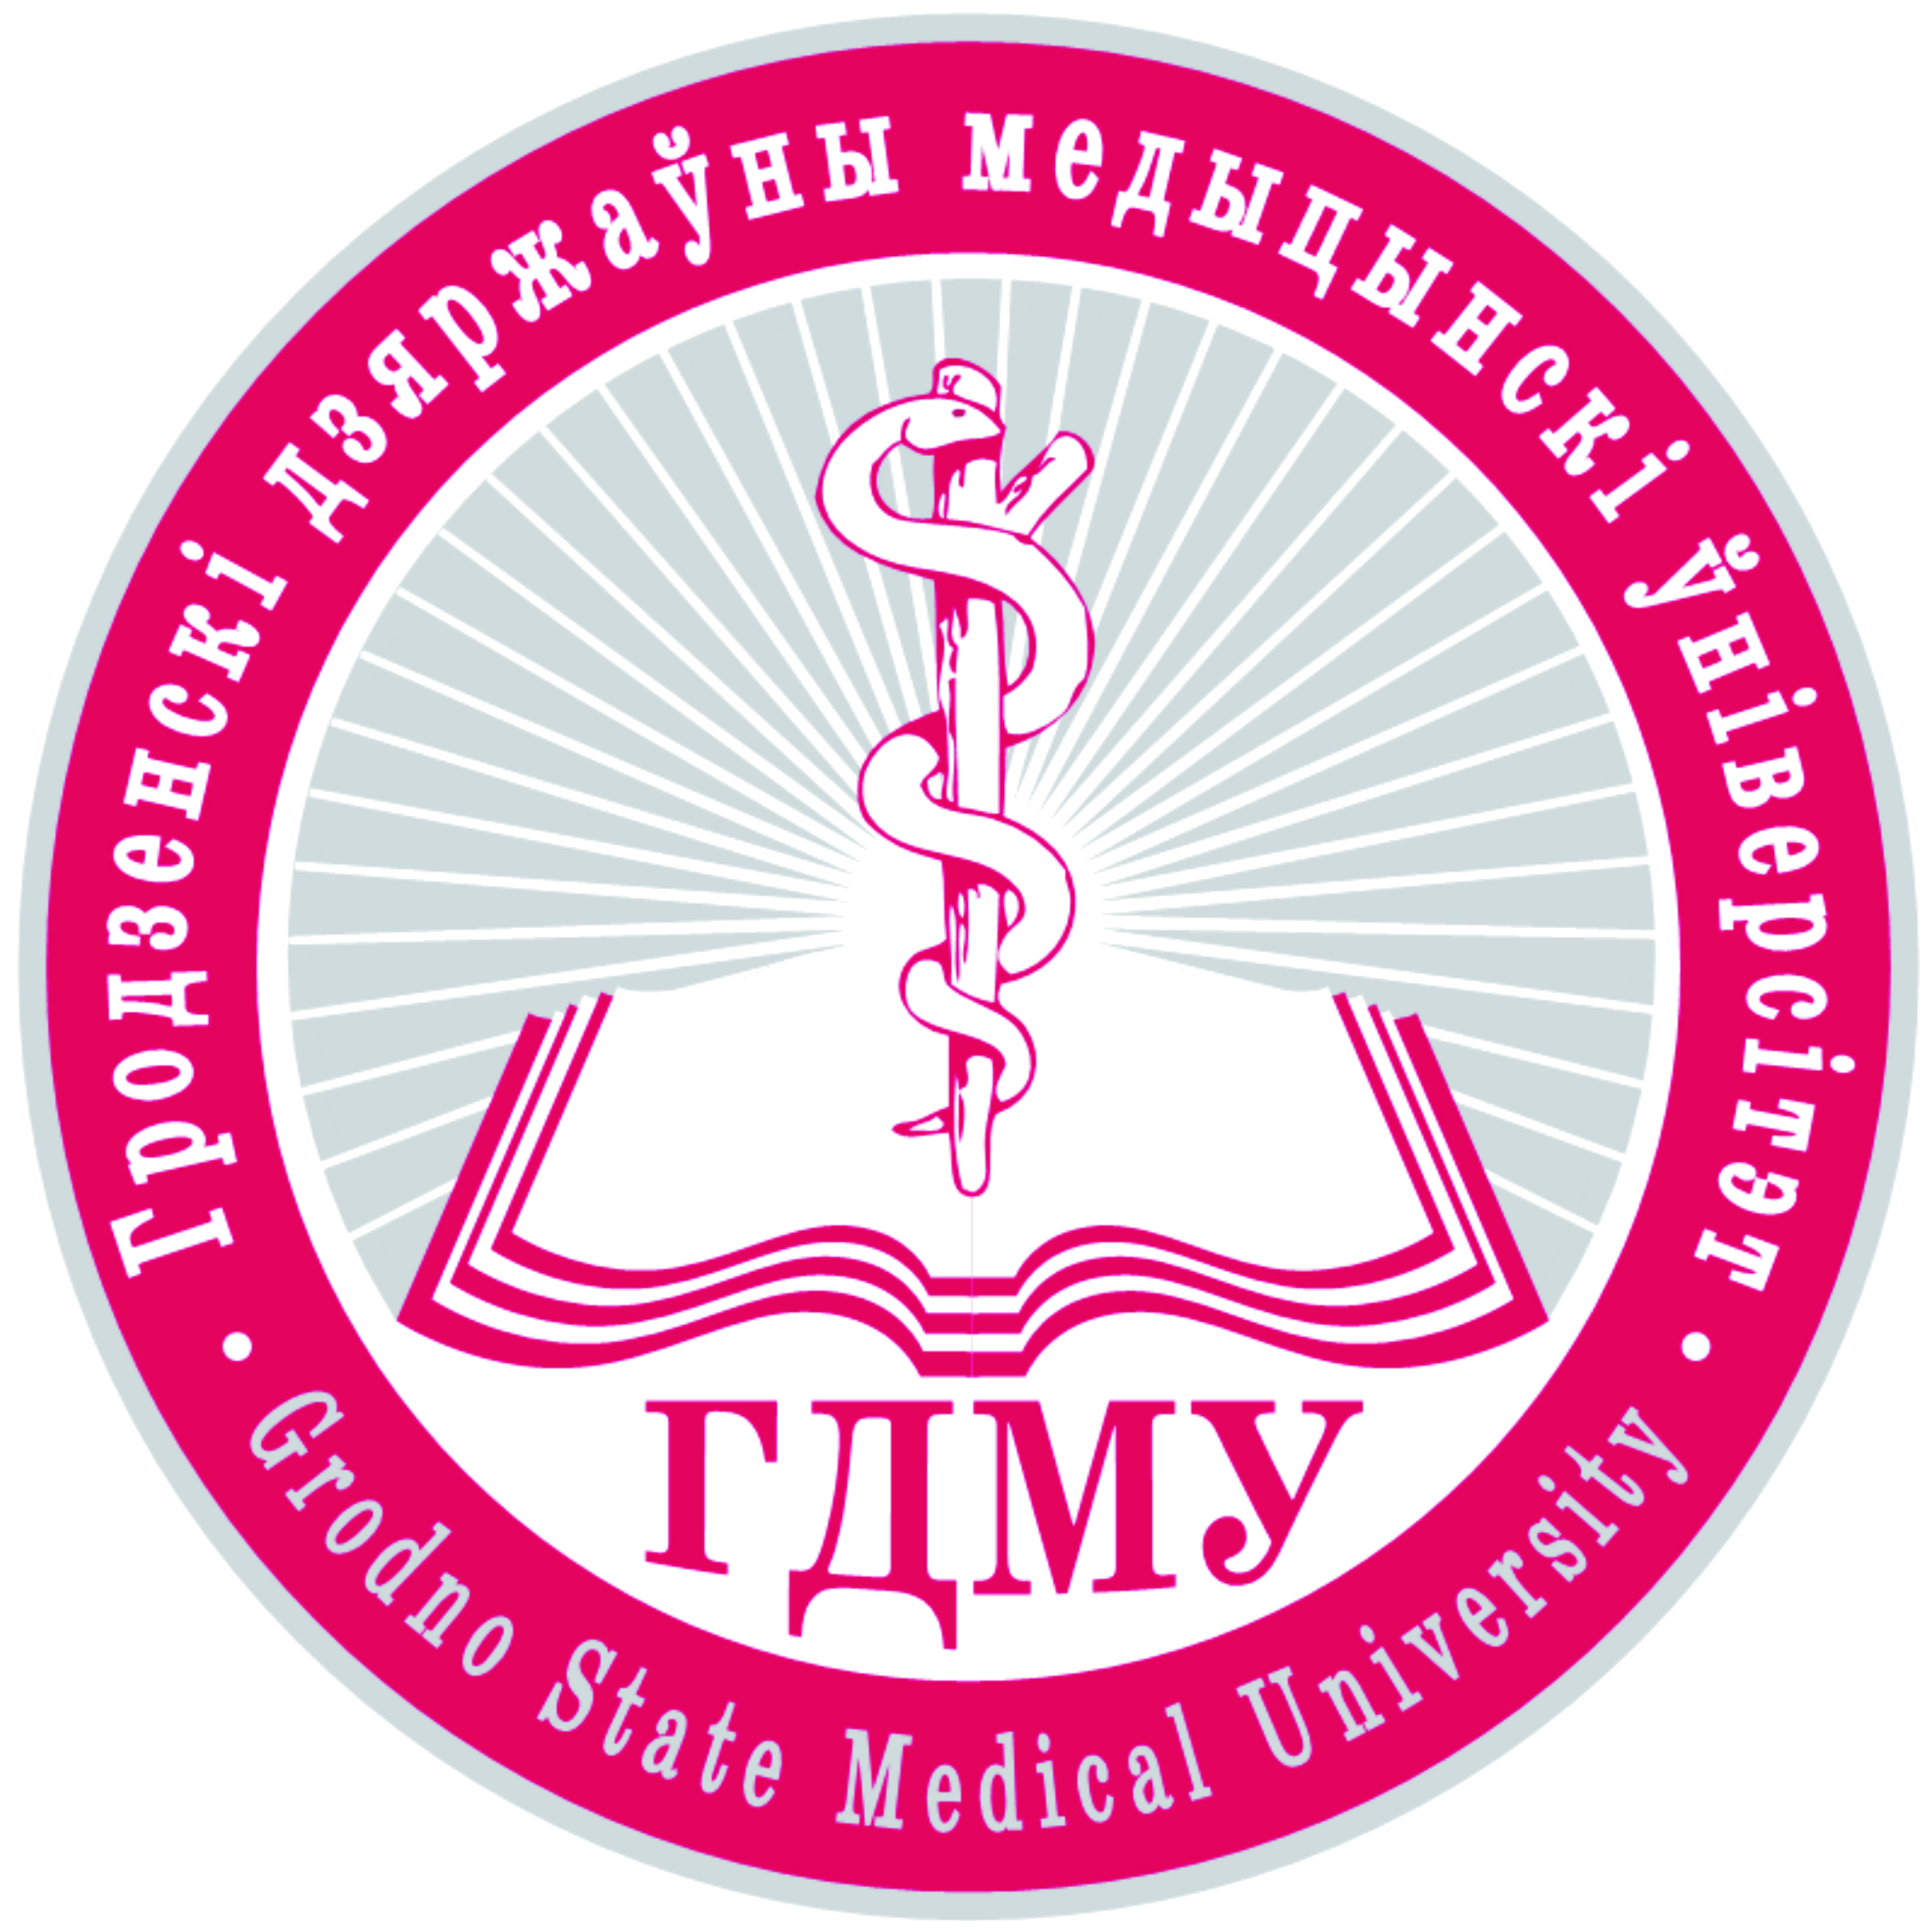 Гродзенскі дзяржаўны медыцынскі ўніверсітэт
ГДМУ
Grodno State Medical University